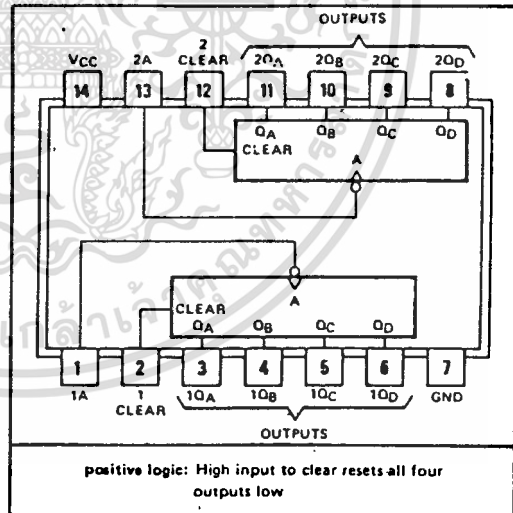 OUTPUTS
2
VCC 2A CLEAR 2QA 2QB 2QC 2QD
14 13 12 11 10 9 8
QA QB QC QD
CLEAR
A
A
CLEAR
QA QB QC QD
1 2 3 4 5 6 7
1A 1 1QA 1QB 1QC 1QD GND
CLEAR
OUTPUTS
positive logic: High input to clear resets all four
outputs low